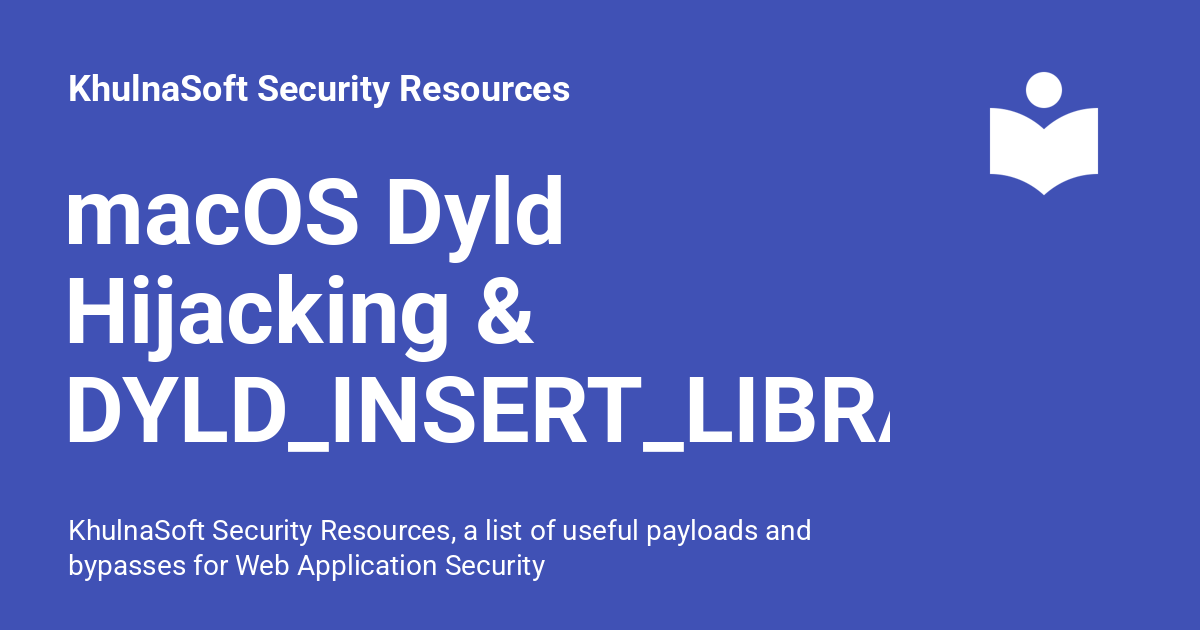 KhulnaSoft Security Resources
macOS Dyld
Hijacking &
DYLD_INSERT_LIBRA
KhulnaSoft Security Resources, a list of useful payloads and
bypasses for Web Application Security